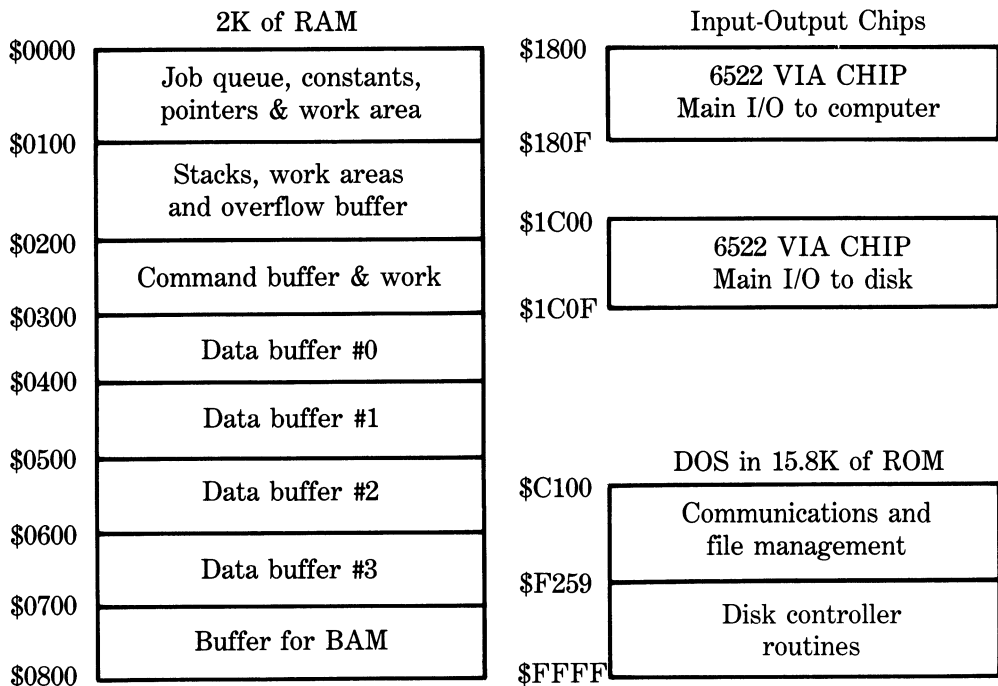 2K of RAM
$0000
Job queue, constants,
pointers & work area
$0100
Stacks, work areas
and overflow buffer
$0200
Command buffer & work
$0300
Data buffer #0
$0400
Data buffer #1
$0500
Data buffer #2
$0600
Data buffer #3
$0700
Buffer for BAM
$0800
Input-Output Chips
$1800
6522 VIA CHIP
Main I/O to computer
$180F
$1C00
6522 VIA CHIP
Main I/O to disk
$1C0F
DOS in 15.8K of ROM
$C100
Communications and
file management
$F259
Disk controller
routines
$FFFF